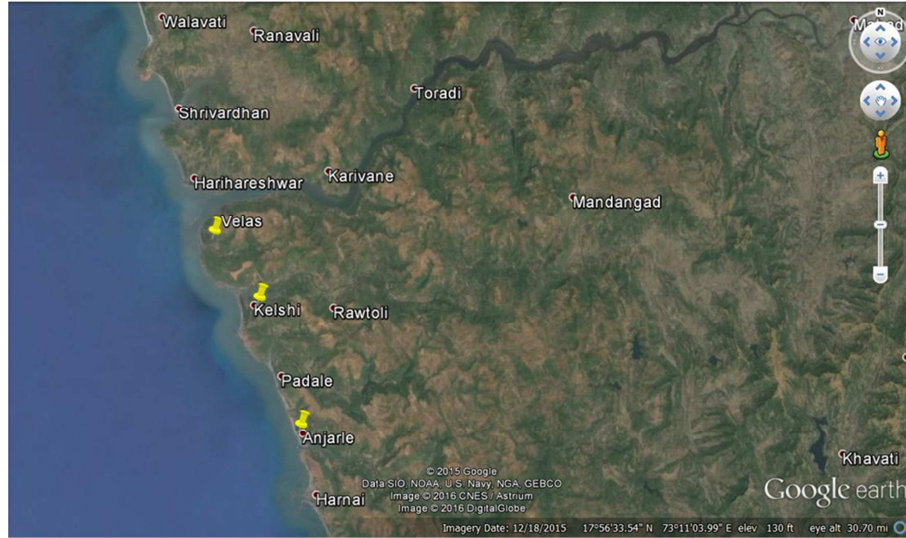 Walavati
Ranavali
N
Toradi
Shrivardhan
Harihareshwar
Karivane
Mandangad
Velas
Kelshi
Rawtoli
Padale
Anjarle
Khavati
© 2015 Google
Data SIO, NOAA, U.S. Navy, NGA, GEBCO
Image © 2016 CNES / Astrium
Image © 2016 DigitalGlobe
Harnai
Google earth
Imagery Date: 12/18/2015 17°56'33.54" N 73°11'03.99" E elev 130 ft eye alt 30.70 mi